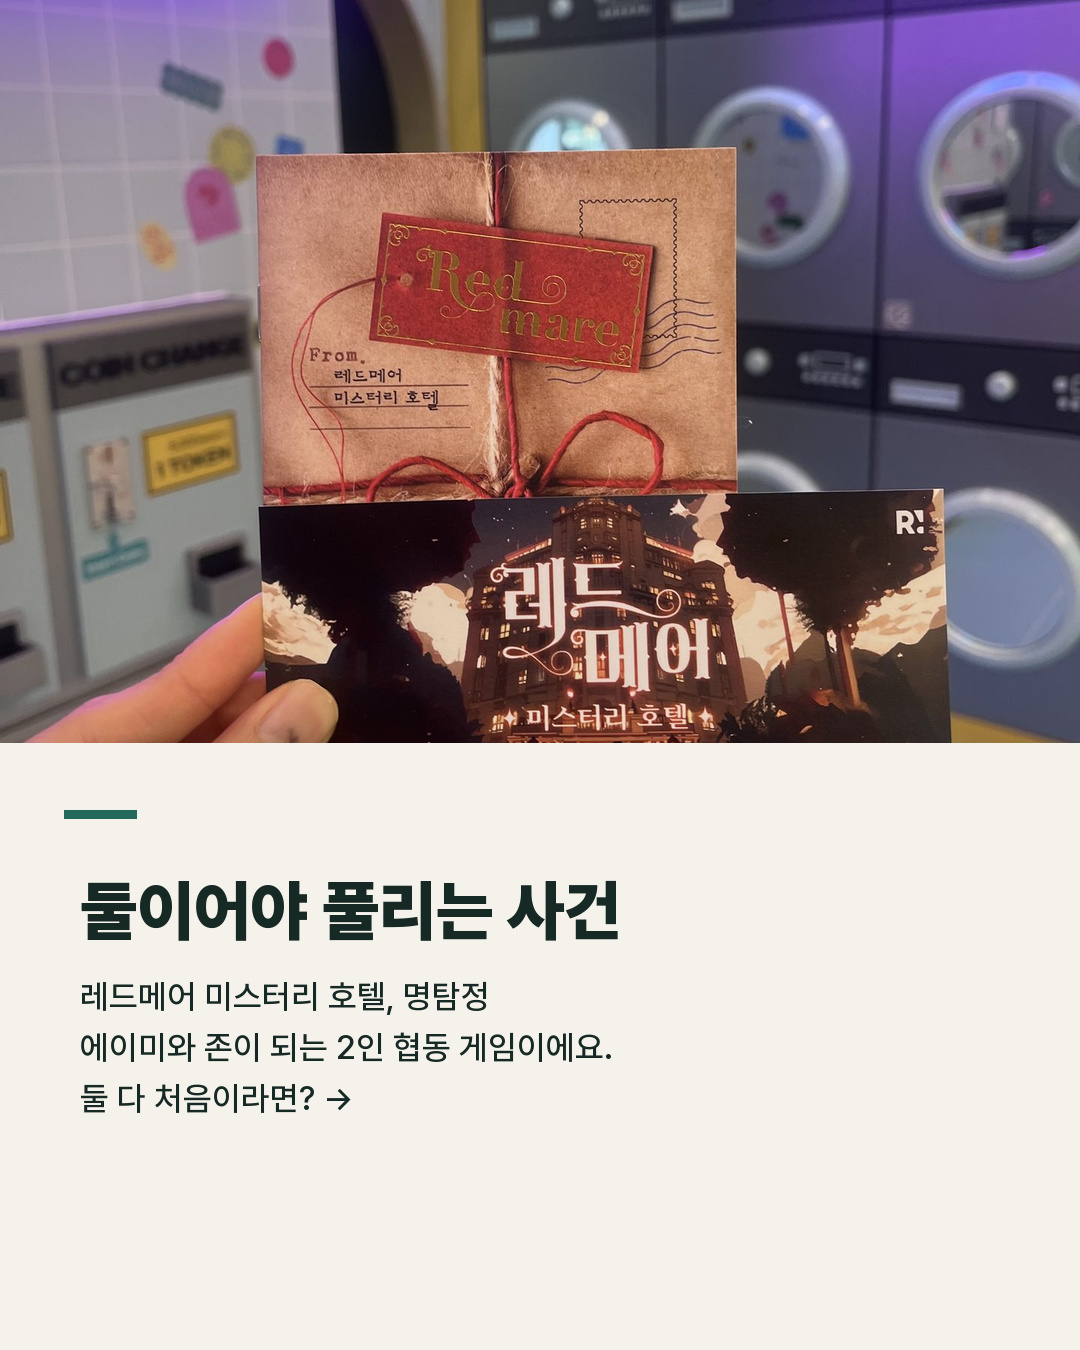 COIN CHANGE
1 TOKEN
Red
mare
From.
레드메어
미스터리 호텔
R!
레드
메어
미스터리 호텔
둘이어야 풀리는 사건
레드메어 미스터리 호텔, 명탐정
에이미와 존이 되는 2인 협동 게임이에요.
둘 다 처음이라면? →